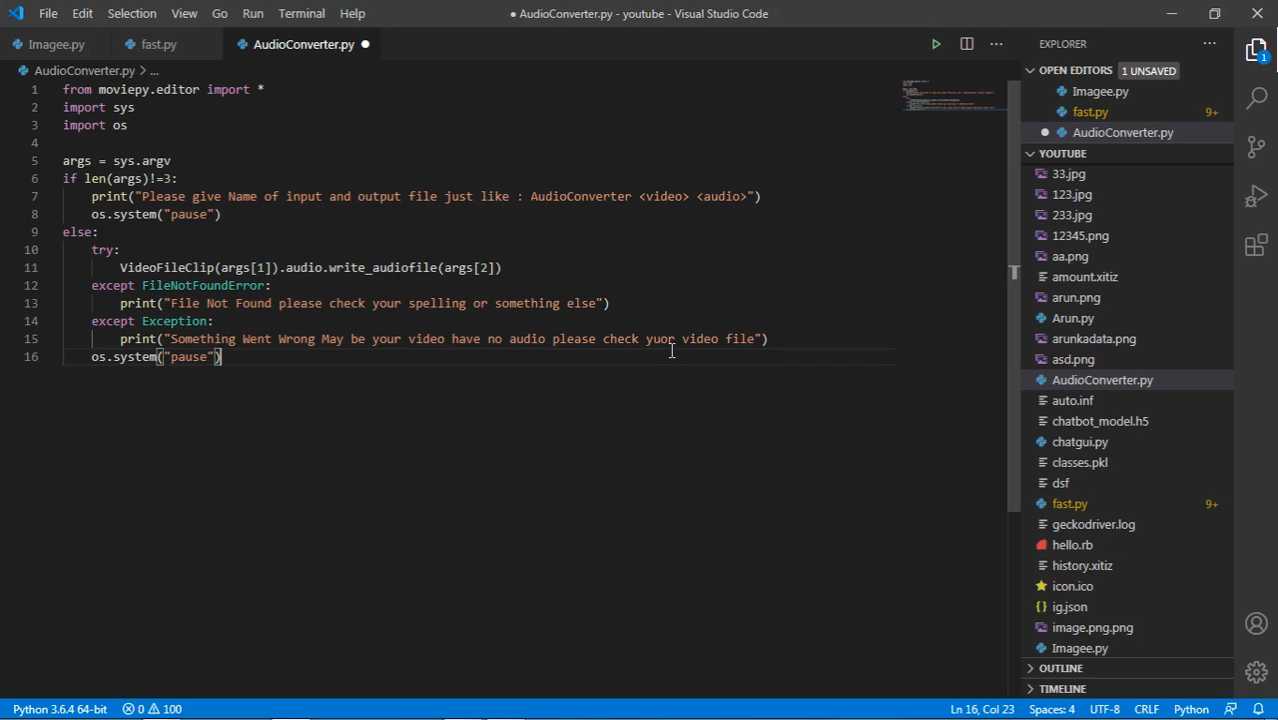 File Edit Selection View Go Run Terminal Help
● AudioConverter.py - youtube - Visual Studio Code
Imagee.py fast.py AudioConverter.py ●
AudioConverter.py > ...
1 from moviepy.editor import *
2 import sys
3 import os
4
5 args = sys.argv
6 if len(args)!=3:
7     print("Please give Name of input and output file just like : AudioConverter <video> <audio>")
8     os.system("pause")
9 else:
10     try:
11         VideoFileClip(args[1]).audio.write_audiofile(args[2])
12     except FileNotFoundError:
13         print("File Not Found please check your spelling or something else")
14     except Exception:
15         print("Something Went Wrong May be your video have no audio please check yuor video file")
16     os.system("pause")
EXPLORER
OPEN EDITORS 1 UNSAVED
Imagee.py
fast.py 9+
● AudioConverter.py
YOUTUBE
33.jpg
123.jpg
233.jpg
12345.png
aa.png
amount.xitiz
arun.png
Arun.py
arunkadata.png
asd.png
AudioConverter.py
auto.inf
chatbot_model.h5
chatgui.py
classes.pkl
dsf
fast.py 9+
geckodriver.log
hello.rb
history.xitiz
icon.ico
ig.json
image.png.png
Imagee.py
OUTLINE
TIMELINE
1
Python 3.6.4 64-bit 0 100
Ln 16, Col 23 Spaces: 4 UTF-8 CRLF Python